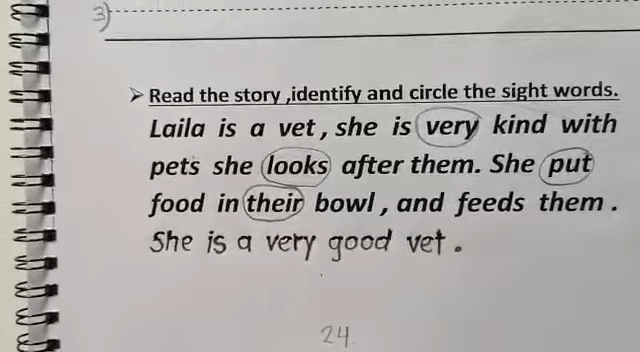 3)
➤ Read the story ,identify and circle the sight words.
Laila is a vet , she is very kind with
pets she looks after them. She put
food in their bowl , and feeds them .
She is a very good vet .
24